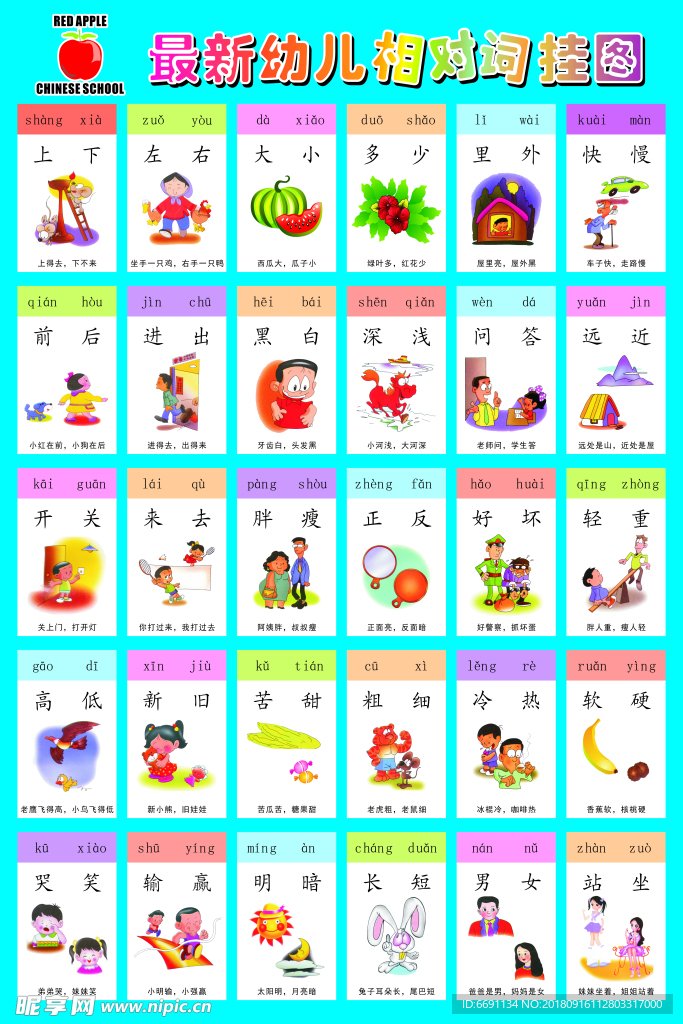 RED APPLE
CHINESE SCHOOL
最新幼儿相对词挂图
shàng xià
上 下
上得去，下不来
zuǒ yòu
左 右
坐手一只鸡，右手一只鸭
dà xiǎo
大 小
西瓜大，瓜子小
duō shǎo
多 少
绿叶多，红花少
lǐ wài
里 外
屋里亮，屋外黑
kuài màn
快 慢
车子快，走路慢
qián hòu
前 后
小红在前，小狗在后
jìn chū
进 出
进得去，出得来
hēi bái
黑 白
牙齿白，头发黑
shēn qiǎn
深 浅
小河浅，大河深
wèn dá
问 答
老师问，学生答
yuǎn jìn
远 近
远处是山，近处是屋
kāi guān
开 关
关上门，打开灯
lái qù
来 去
你打过来，我打过去
pàng shòu
胖 瘦
阿姨胖，叔叔瘦
zhèng fǎn
正 反
正面亮，反面暗
hǎo huài
好 坏
好警察，抓坏蛋
qīng zhòng
轻 重
胖人重，瘦人轻
gāo dī
高 低
老鹰飞得高，小鸟飞得低
xīn jiù
新 旧
新小熊，旧娃娃
kǔ tián
苦 甜
苦瓜苦，糖果甜
cū xì
粗 细
老虎粗，老鼠细
lěng rè
冷 热
冰棍冷，咖啡热
ruǎn yìng
软 硬
香蕉软，核桃硬
kū xiào
哭 笑
弟弟哭，妹妹笑
shū yíng
输 赢
小明输，小强赢
míng àn
明 暗
太阳明，月亮暗
cháng duǎn
长 短
兔子耳朵长，尾巴短
nán nǚ
男 女
爸爸是男，妈妈是女
zhàn zuò
站 坐
妹妹坐着，姐姐站着
昵享网 www.nipic.cn
ID:6691134 NO:20180916112803317000